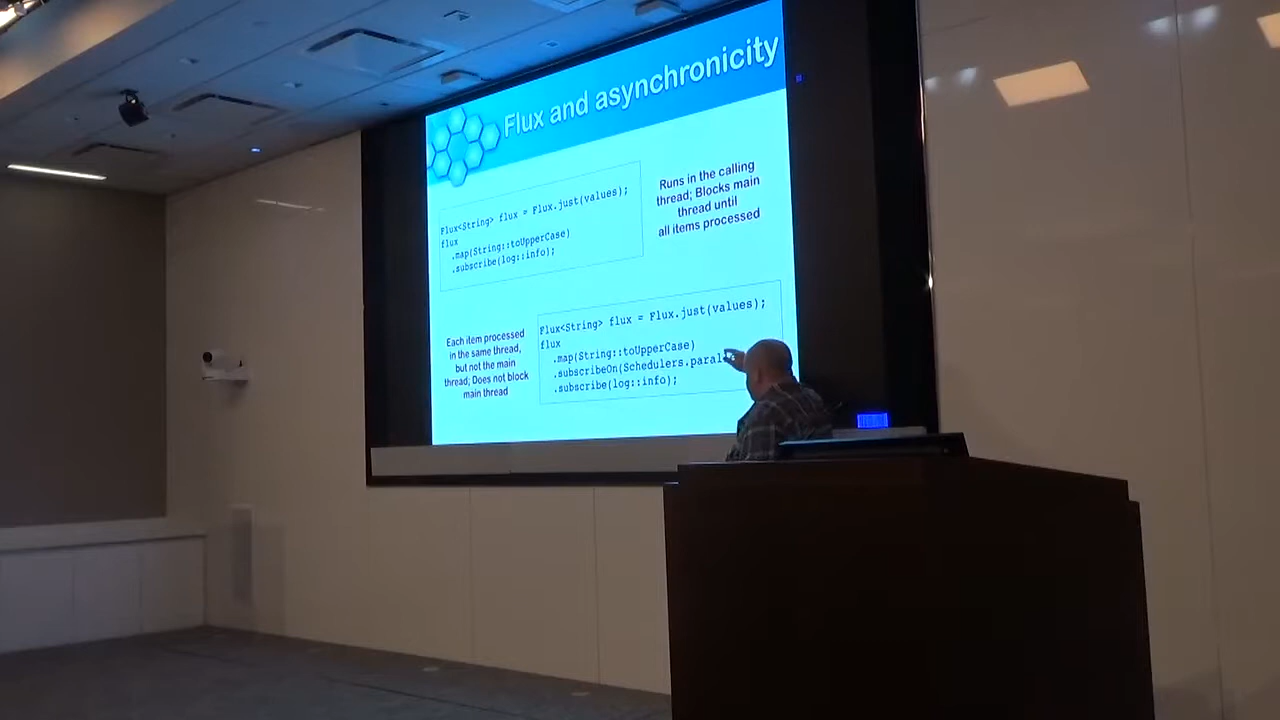 Flux and asynchronicity
Flux<String> flux = Flux.just(values);
flux
.map(String::toUpperCase)
.subscribe(log::info);
Runs in the calling
thread; Blocks main
thread until
all items processed
Each item processed
in the same thread,
but not the main
thread; Does not block
main thread
Flux<String> flux = Flux.just(values);
flux
.map(String::toUpperCase)
.subscribeOn(Schedulers.paral
.subscribe(log::info);